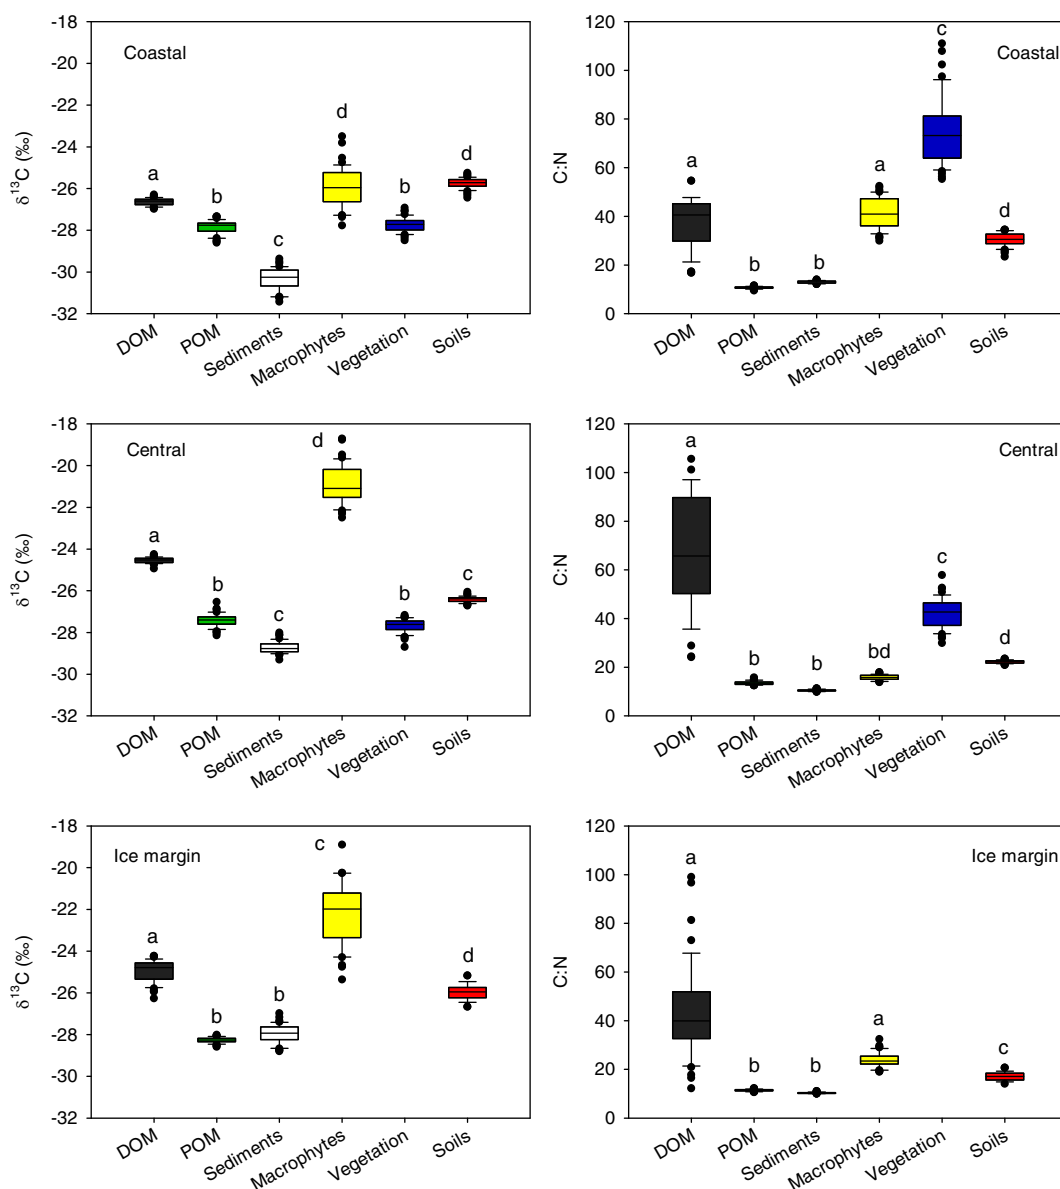 -18
-20
-22
-24
-26
-28
-30
-32
δ13C (‰)
Coastal
a
b
c
d
b
d
DOM
POM
Sediments
Macrophytes
Vegetation
Soils
120
100
80
60
40
20
0
C:N
Coastal
a
b
b
a
c
d
DOM
POM
Sediments
Macrophytes
Vegetation
Soils
-18
-20
-22
-24
-26
-28
-30
-32
δ13C (‰)
Central
a
b
c
d
b
c
DOM
POM
Sediments
Macrophytes
Vegetation
Soils
120
100
80
60
40
20
0
C:N
Central
a
b
b
bd
c
d
DOM
POM
Sediments
Macrophytes
Vegetation
Soils
-18
-20
-22
-24
-26
-28
-30
-32
δ13C (‰)
Ice margin
a
b
b
c
d
DOM
POM
Sediments
Macrophytes
Vegetation
Soils
120
100
80
60
40
20
0
C:N
Ice margin
a
b
b
a
c
DOM
POM
Sediments
Macrophytes
Vegetation
Soils